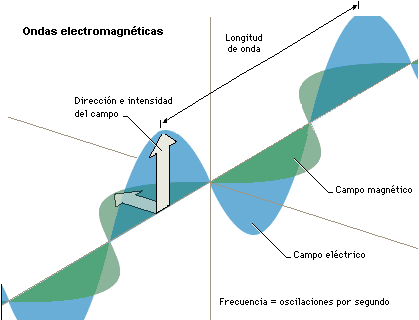 Ondas electromagnéticas
Longitud
de onda
Dirección e intensidad
del campo
Campo magnético
Campo eléctrico
Frecuencia = oscilaciones por segundo